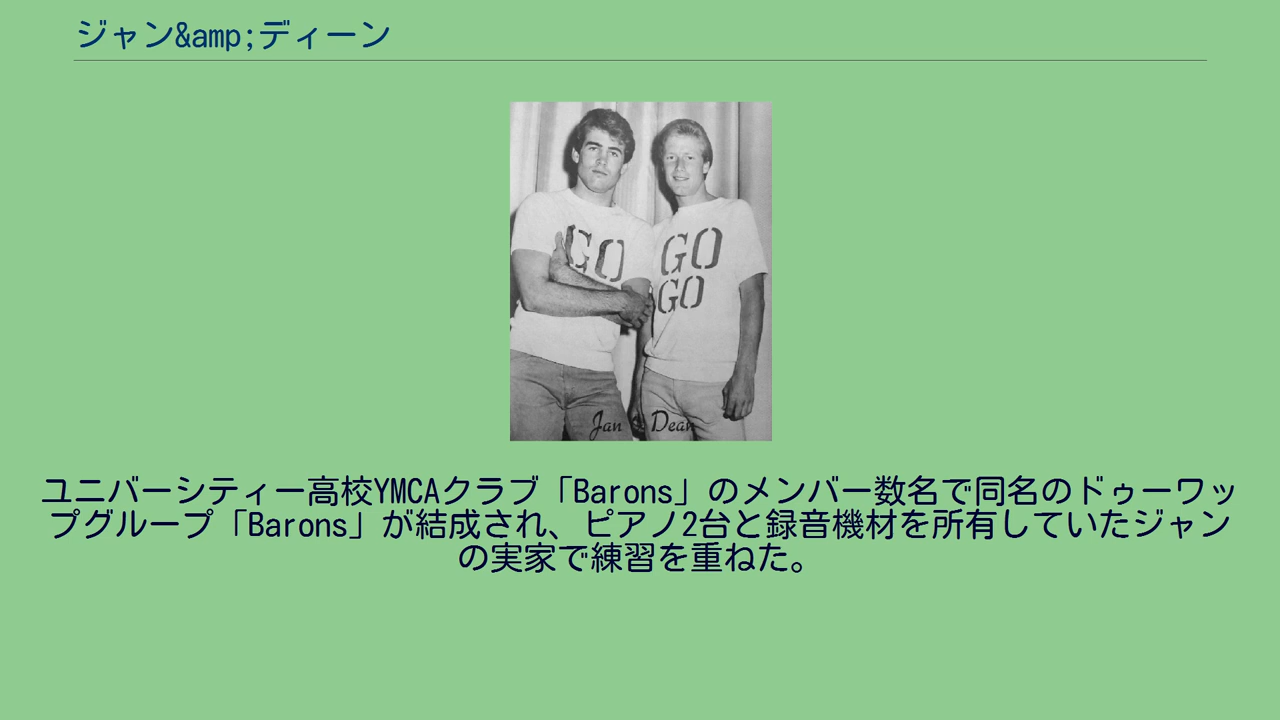 ジャン&amp;ディーン
GO GO
GO
Jan & Dean
ユニバーシティー高校YMCAクラブ「Barons」のメンバー数名で同名のドゥーワッ
プグループ「Barons」が結成され、ピアノ2台と録音機材を所有していたジャン
の実家で練習を重ねた。